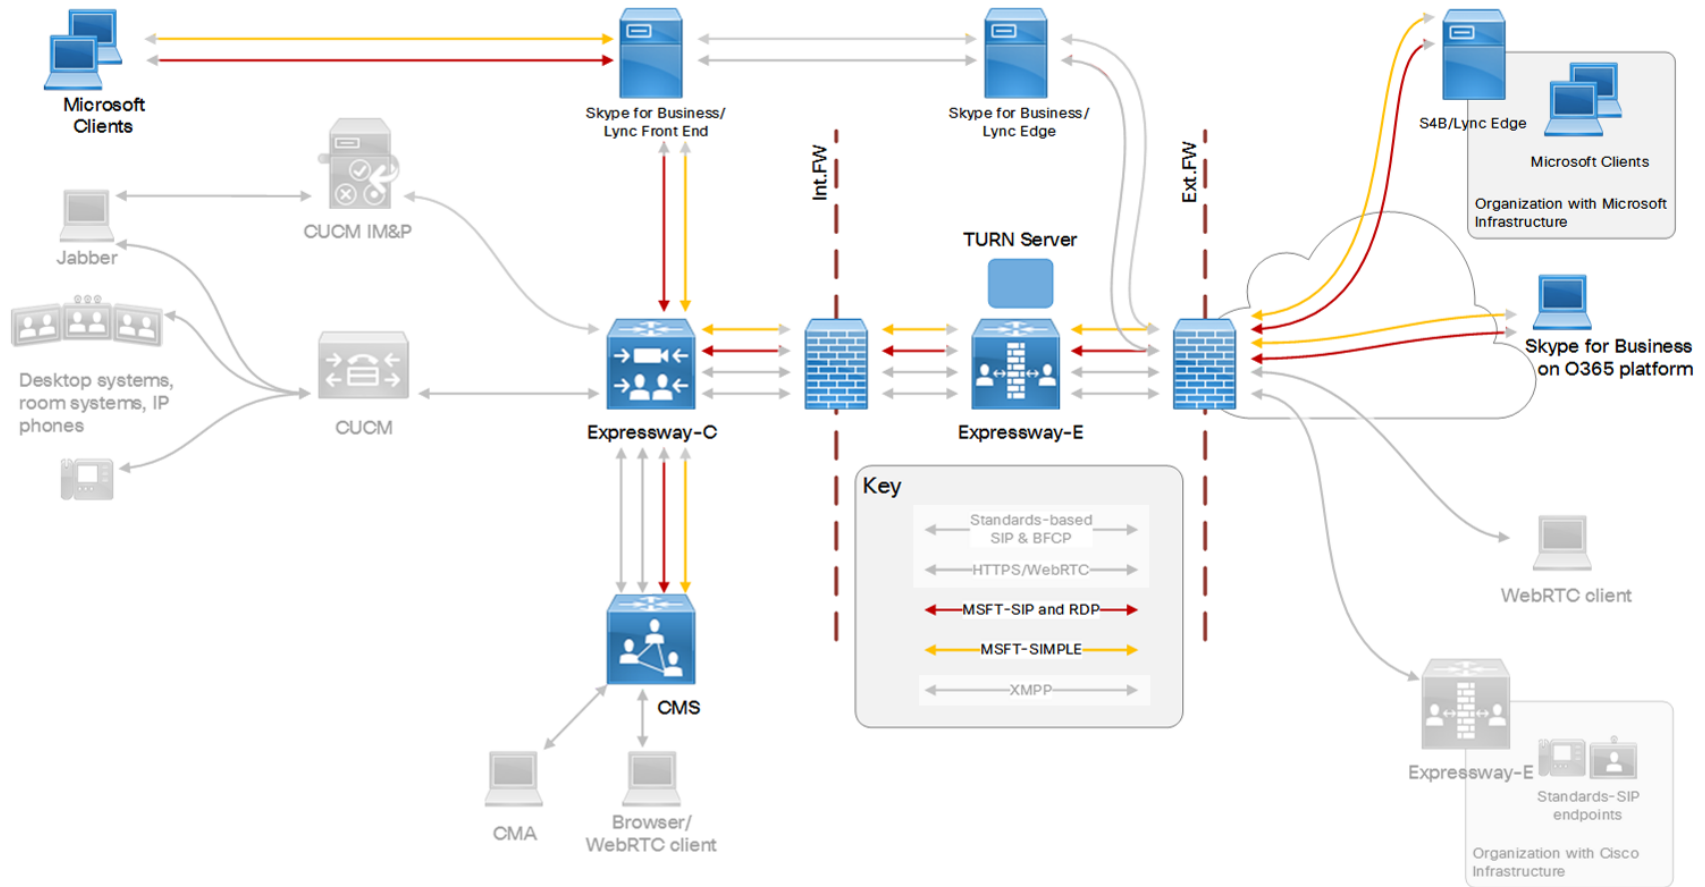 Microsoft
Clients
Skype for Business/
Lync Front End
Skype for Business/
Lync Edge
S4B/Lync Edge
Microsoft Clients
Organization with Microsoft
Infrastructure
Int.FW
Ext.FW
CUCM IM&P
Jabber
TURN Server
Skype for Business
on O365 platform
Desktop systems,
room systems, IP
phones
CUCM
Expressway-C
Expressway-E
Key
Standards-based
SIP & BFCP
HTTPS/WebRTC
MSFT-SIP and RDP
MSFT-SIMPLE
XMPP
WebRTC client
CMS
CMA
Browser/
WebRTC client
Expressway-E
Standards-SIP
endpoints
Organization with Cisco
Infrastructure